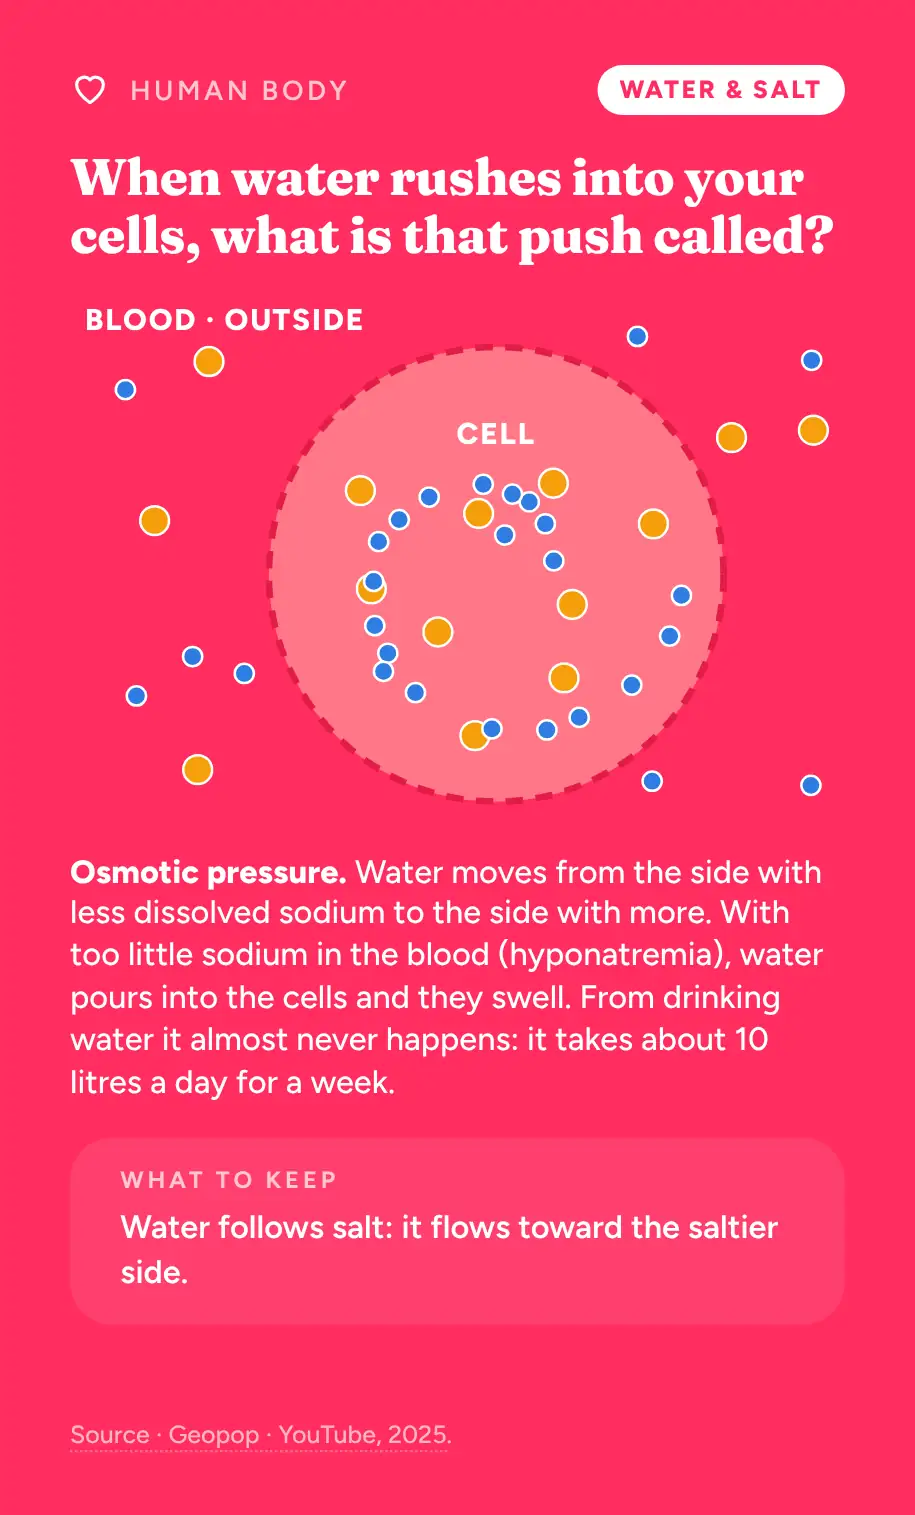 HUMAN BODY
WATER & SALT
When water rushes into your
cells, what is that push called?
BLOOD · OUTSIDE
CELL
Osmotic pressure. Water moves from the side with
less dissolved sodium to the side with more. With
too little sodium in the blood (hyponatremia), water
pours into the cells and they swell. From drinking
water it almost never happens: it takes about 10
litres a day for a week.
WHAT TO KEEP
Water follows salt: it flows toward the saltier
side.
Source · Geopop · YouTube, 2025.